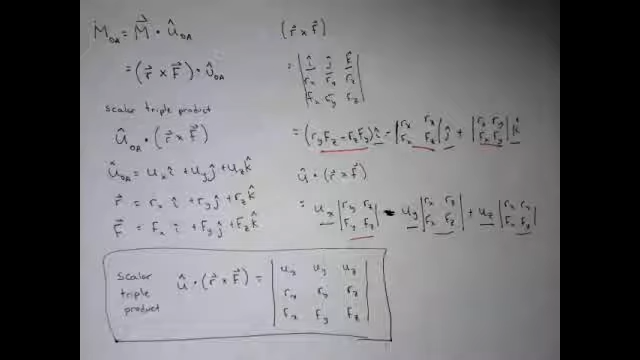 M_OA = M⃗ • û_OA
= (r⃗ x F⃗) • û_OA
scalar triple product
û_OA • (r⃗ x F⃗)
û_OA = u_x î + u_y ĵ + u_z k̂
r⃗ = r_x î + r_y ĵ + r_z k̂
F⃗ = F_x î + F_y ĵ + F_z k̂
(r⃗ x F⃗)
= | î ĵ k̂ |
| r_x r_y r_z |
| F_x F_y F_z |
= (r_y F_z - r_z F_y) î - | r_x r_z | ĵ + | r_x r_y | k̂
| F_x F_z | | F_x F_y |
û • (r⃗ x F⃗)
= u_x | r_y r_z | - u_y | r_x r_z | + u_z | r_x r_y |
| F_y F_z | | F_x F_z | | F_x F_y |
scalar triple product û • (r⃗ x F⃗) = | u_x u_y u_z |
| r_x r_y r_z |
| F_x F_y F_z |